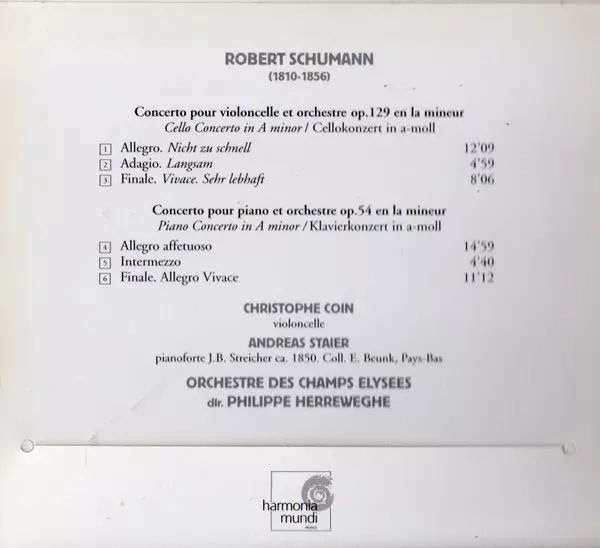 ROBERT SCHUMANN
(1810-1856)
Concerto pour violoncelle et orchestre op.129 en la mineur
Cello Concerto in A minor / Cellokonzert in a-moll
1 Allegro. Nicht zu schnell 12'09
2 Adagio. Langsam 4'59
3 Finale. Vivace. Sehr lebhaft 8'06
Concerto pour piano et orchestre op.54 en la mineur
Piano Concerto in A minor / Klavierkonzert in a-moll
4 Allegro affetuoso 14'59
5 Intermezzo 4'40
6 Finale. Allegro Vivace 11'12
CHRISTOPHE COIN
violoncelle
ANDREAS STAIER
pianoforte J.B. Streicher ca. 1850. Coll. E. Beunk, Pays-Bas
ORCHESTRE DES CHAMPS ELYSEES
dir. PHILIPPE HERREWEGHE
harmonia
mundi